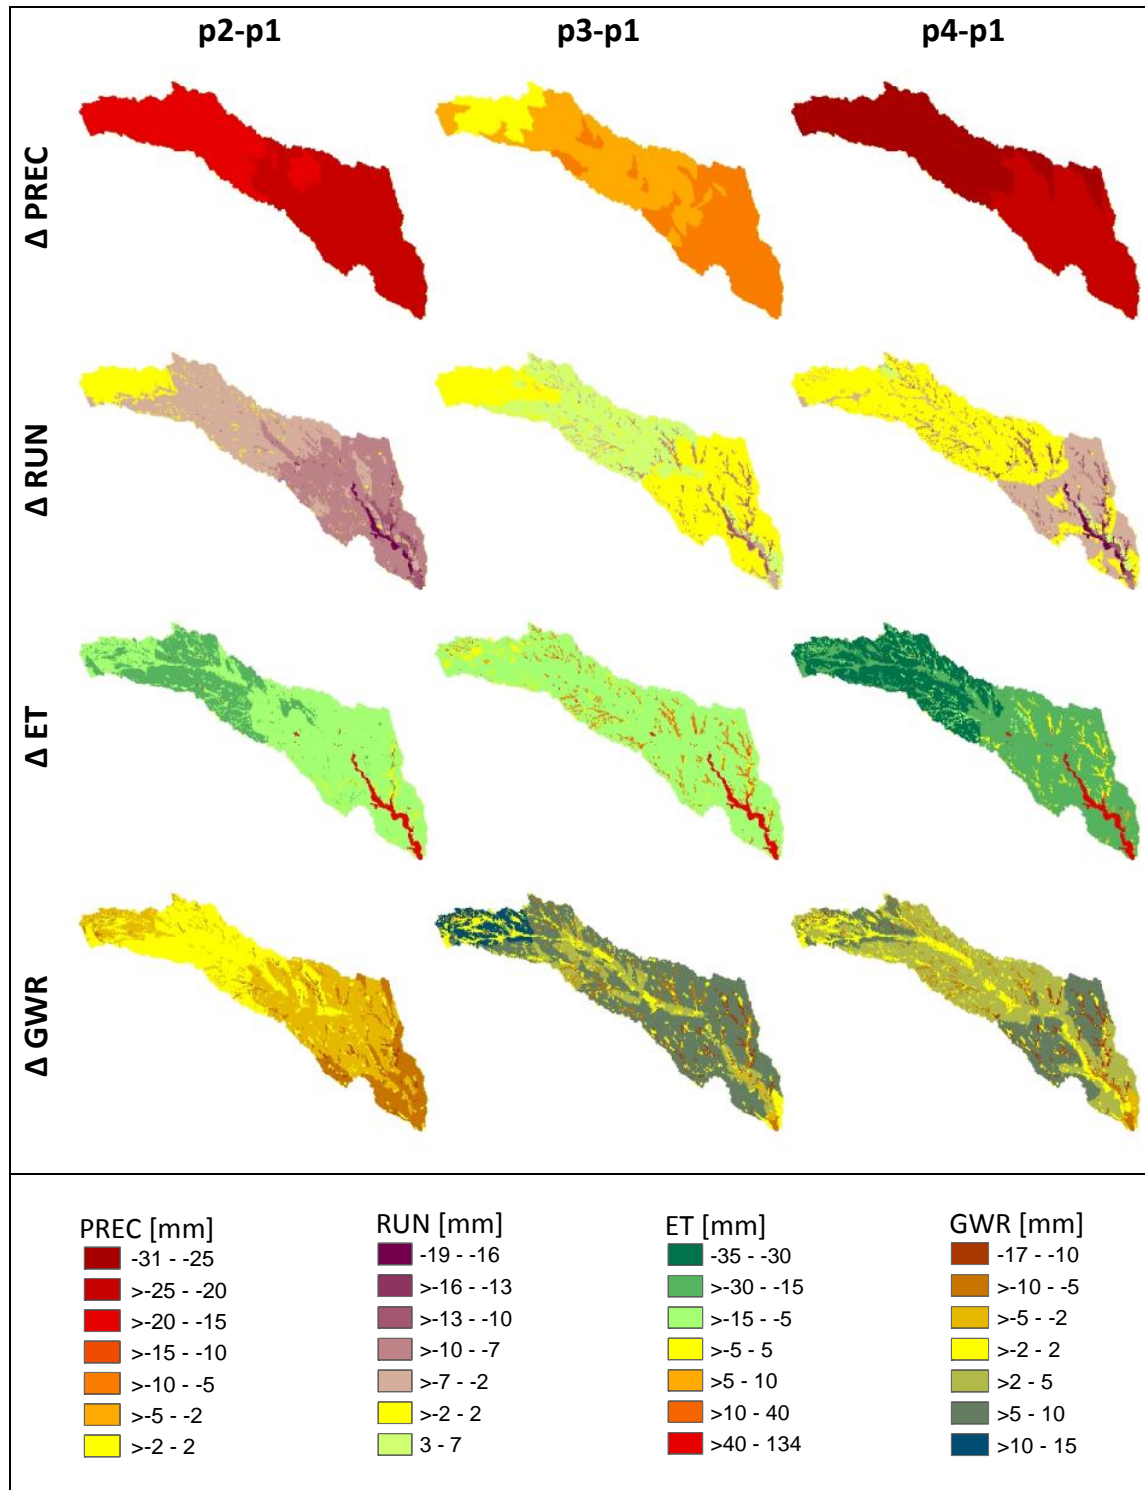 p2-p1 p3-p1 p4-p1
Δ PREC
Δ RUN
Δ ET
Δ GWR
PREC [mm] RUN [mm] ET [mm] GWR [mm]
-31 - -25 -19 - -16 -35 - -30 -17 - -10
>-25 - -20 >-16 - -13 >-30 - -15 >-10 - -5
>-20 - -15 >-13 - -10 >-15 - -5 >-5 - -2
>-15 - -10 >-10 - -7 >-5 - 5 >-2 - 2
>-10 - -5 >-7 - -2 >5 - 10 >2 - 5
>-5 - -2 >-2 - 2 >10 - 40 >5 - 10
>-2 - 2 3 - 7 >40 - 134 >10 - 15